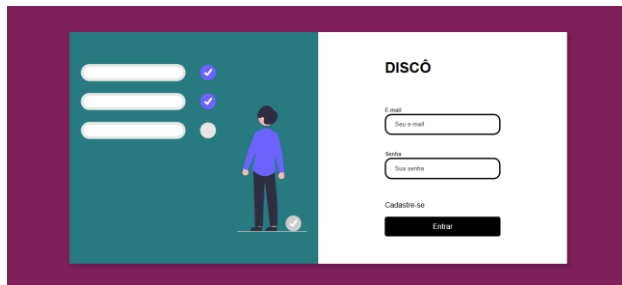 DISCÔ
E-mail
Seu e-mail
Senha
Sua senha
Cadastre-se
Entrar